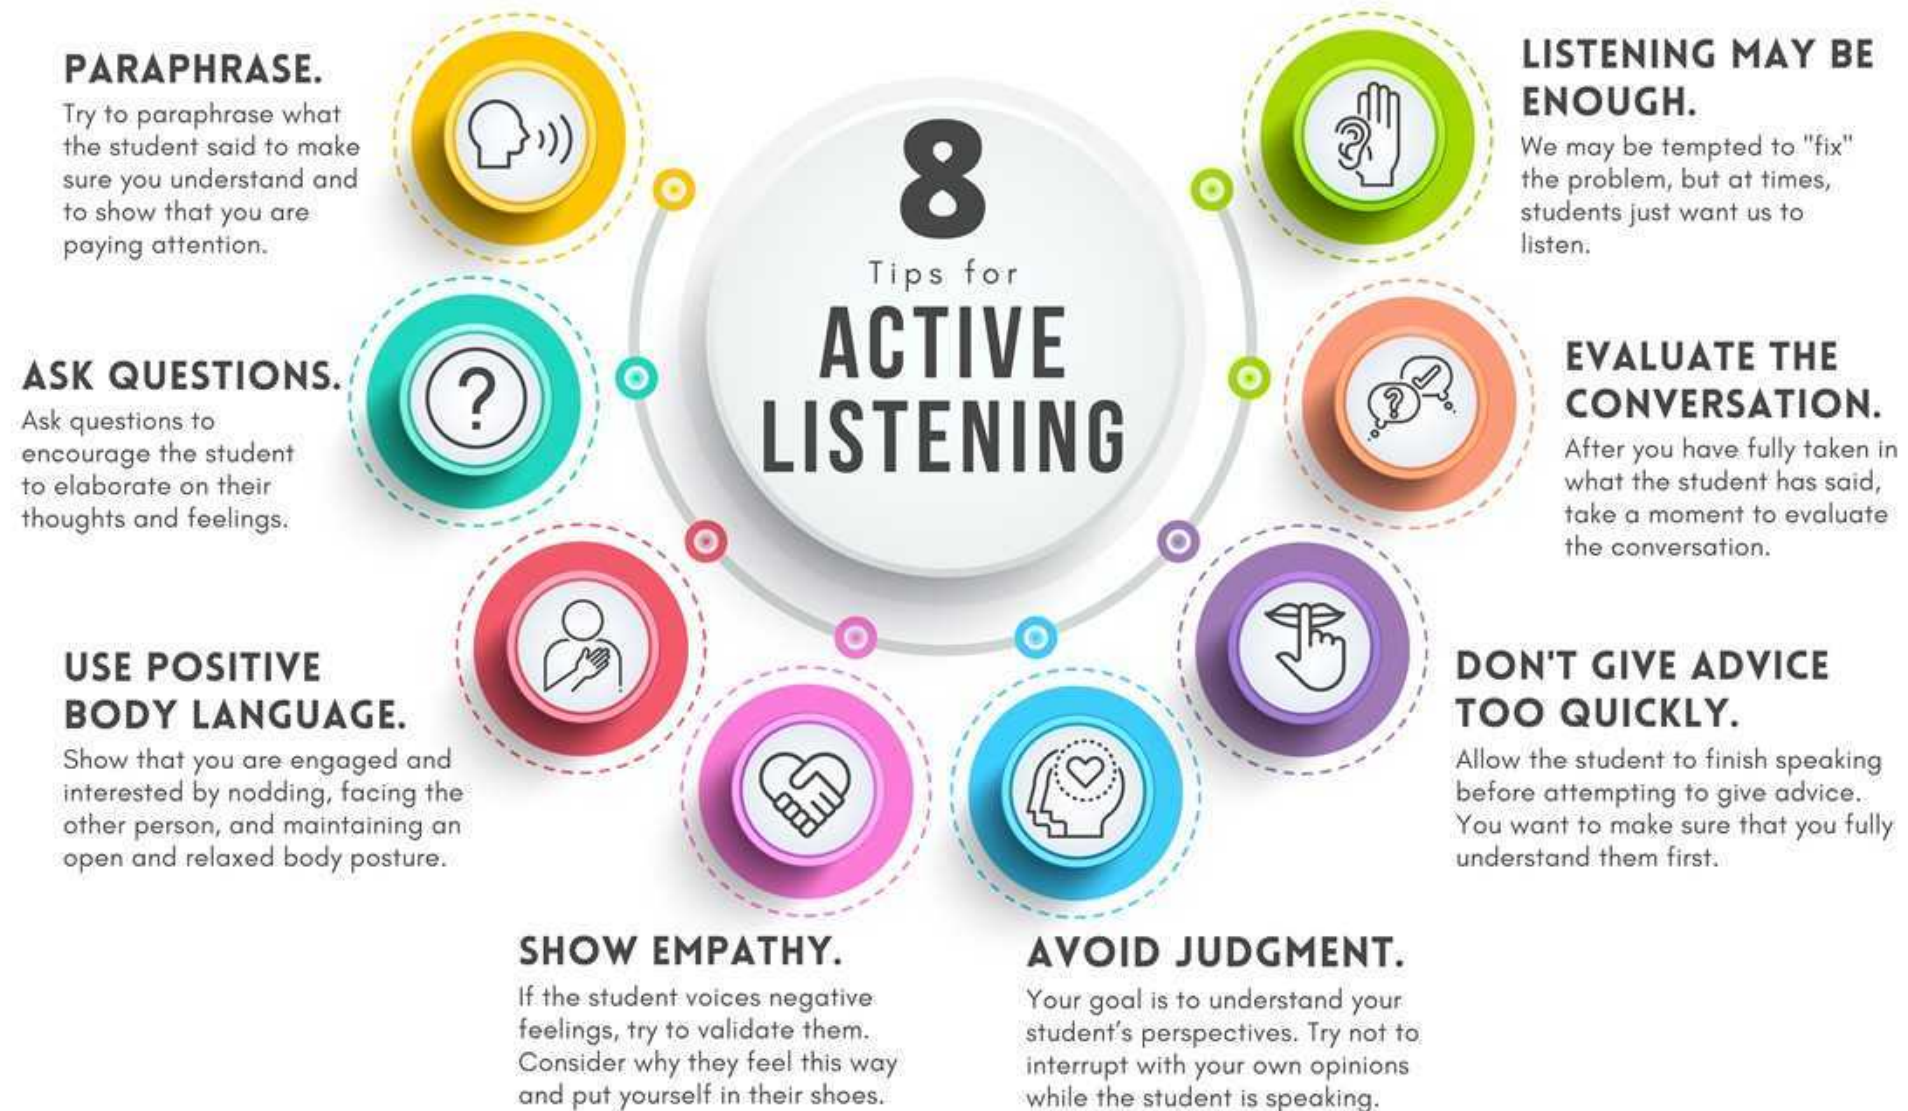 8
Tips for
ACTIVE
LISTENING
PARAPHRASE.
Try to paraphrase what
the student said to make
sure you understand and
to show that you are
paying attention.
ASK QUESTIONS.
Ask questions to
encourage the student
to elaborate on their
thoughts and feelings.
USE POSITIVE
BODY LANGUAGE.
Show that you are engaged and
interested by nodding, facing the
other person, and maintaining an
open and relaxed body posture.
SHOW EMPATHY.
If the student voices negative
feelings, try to validate them.
Consider why they feel this way
and put yourself in their shoes.
AVOID JUDGMENT.
Your goal is to understand your
student's perspectives. Try not to
interrupt with your own opinions
while the student is speaking.
DON'T GIVE ADVICE
TOO QUICKLY.
Allow the student to finish speaking
before attempting to give advice.
You want to make sure that you fully
understand them first.
EVALUATE THE
CONVERSATION.
After you have fully taken in
what the student has said,
take a moment to evaluate
the conversation.
LISTENING MAY BE
ENOUGH.
We may be tempted to "fix"
the problem, but at times,
students just want us to
listen.